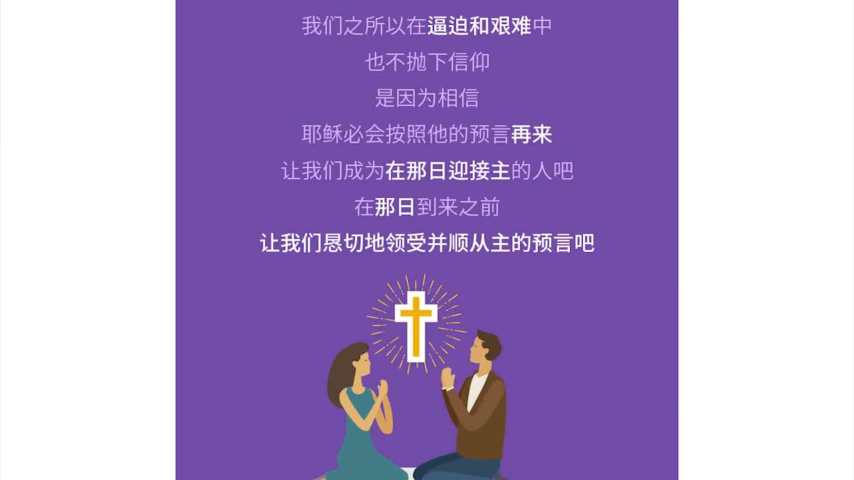 我们之所以在逼迫和艰难中
也不抛下信仰
是因为相信
耶稣必会按照他的预言再来
让我们成为在那日迎接主的人吧
在那日到来之前
让我们恳切地领受并顺从主的预言吧